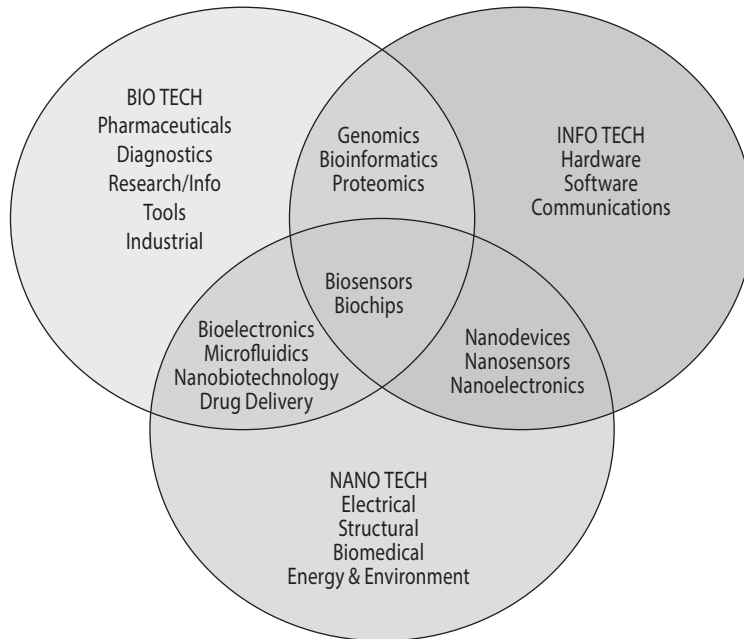 BIO TECH
Pharmaceuticals
Diagnostics
Research/Info
Tools
Industrial
Genomics
Bioinformatics
Proteomics
INFO TECH
Hardware
Software
Communications
Biosensors
Biochips
Bioelectronics
Microfluidics
Nanobiotechnology
Drug Delivery
Nanodevices
Nanosensors
Nanoelectronics
NANO TECH
Electrical
Structural
Biomedical
Energy & Environment